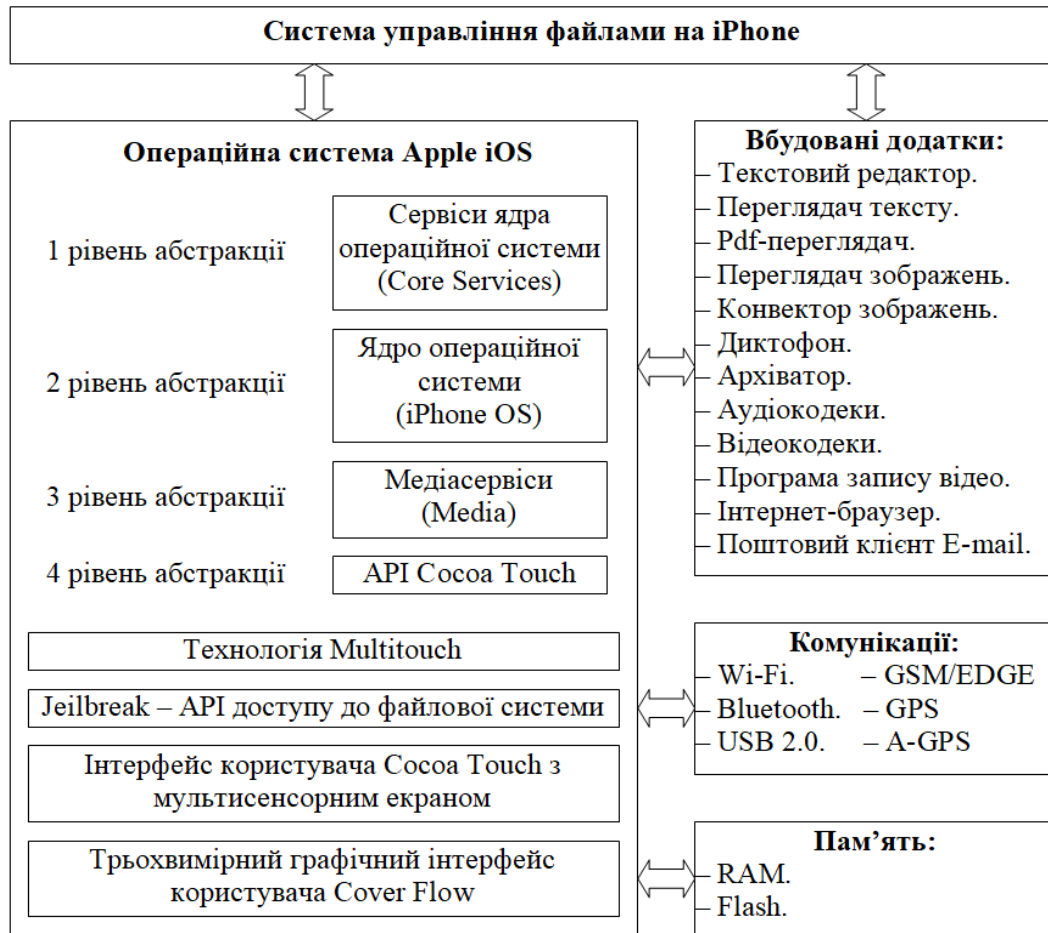 Система управління файлами на iPhone
Операційна система Apple iOS
1 рівень абстракції
Сервіси ядра
операційної системи
(Core Services)
2 рівень абстракції
Ядро операційної
системи
(iPhone OS)
3 рівень абстракції
Медіасервіси
(Media)
4 рівень абстракції
API Cocoa Touch
Технологія Multitouch
Jeilbreak – API доступу до файлової системи
Інтерфейс користувача Cocoa Touch з
мультисенсорним екраном
Трьохвимірний графічний інтерфейс
користувача Cover Flow
Вбудовані додатки:
– Текстовий редактор.
– Переглядач тексту.
– Pdf-переглядач.
– Переглядач зображень.
– Конвектор зображень.
– Диктофон.
– Архіватор.
– Аудіокодеки.
– Відеокодеки.
– Програма запису відео.
– Інтернет-браузер.
– Поштовий клієнт E-mail.
Комунікації:
– Wi-Fi. – GSM/EDGE
– Bluetooth. – GPS
– USB 2.0. – A-GPS
Пам’ять:
– RAM.
– Flash.